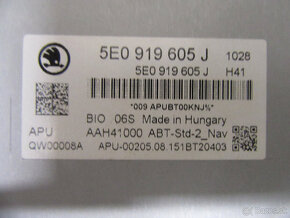 5E0 919 605 J 1028
5E0 919 605 J H41
*009 APUBT00KNJ%*
BIO 06S Made in Hungary
APU AAH41000 ABT-Std-2_Nav
QW00008A APU-00205.08.151BT20403